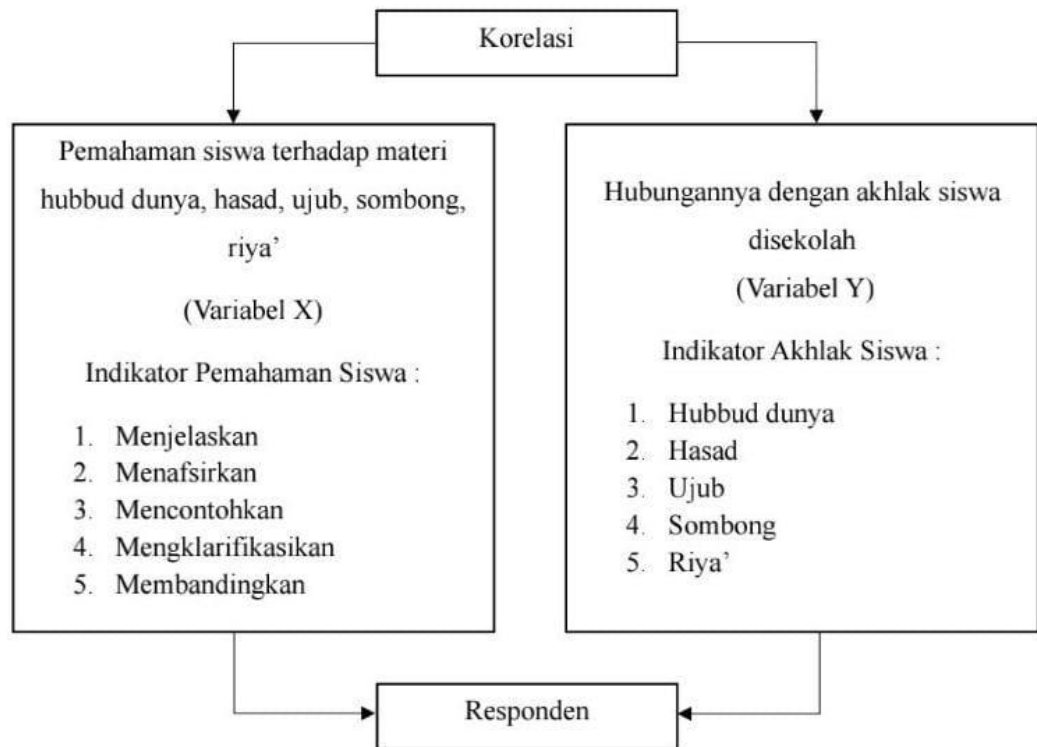 Korelasi
Pemahaman siswa terhadap materi
hubbud dunya, hasad, ujub, sombong,
riya’
(Variabel X)
Indikator Pemahaman Siswa :
1. Menjelaskan
2. Menafsirkan
3. Mencontohkan
4. Mengklarifikasikan
5. Membandingkan
Hubungannya dengan akhlak siswa
disekolah
(Variabel Y)
Indikator Akhlak Siswa :
1. Hubbud dunya
2. Hasad
3. Ujub
4. Sombong
5. Riya’
Responden